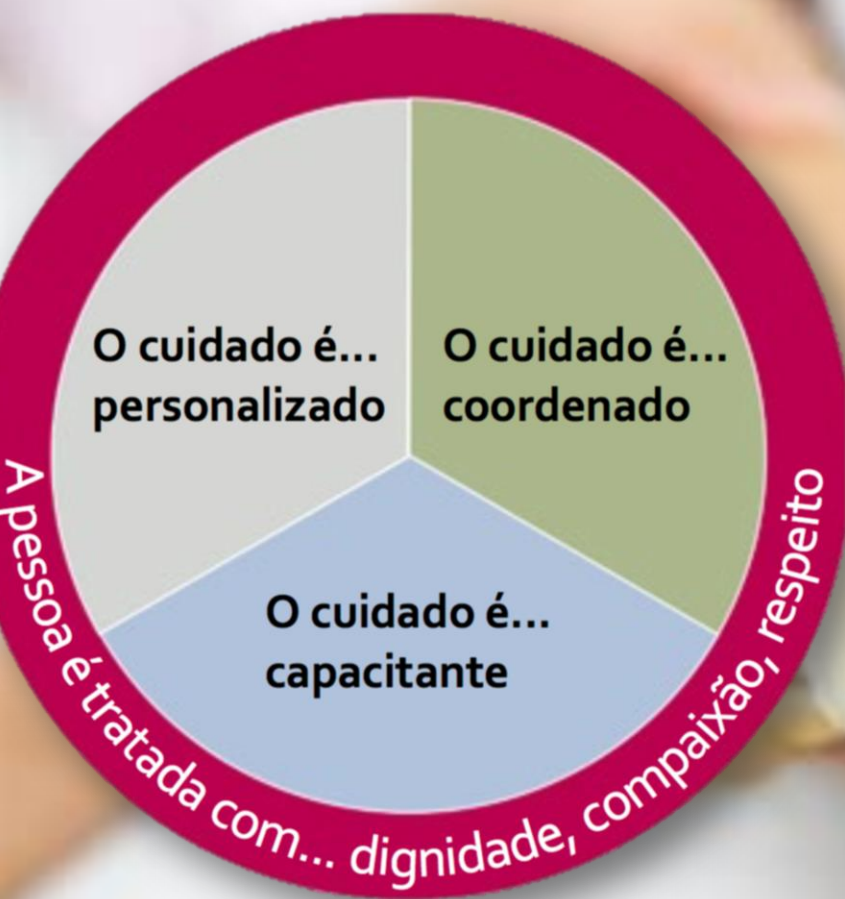 O cuidado é...
personalizado
O cuidado é...
coordenado
O cuidado é...
capacitante
A pessoa é tratada com... dignidade, compaixão, respeito